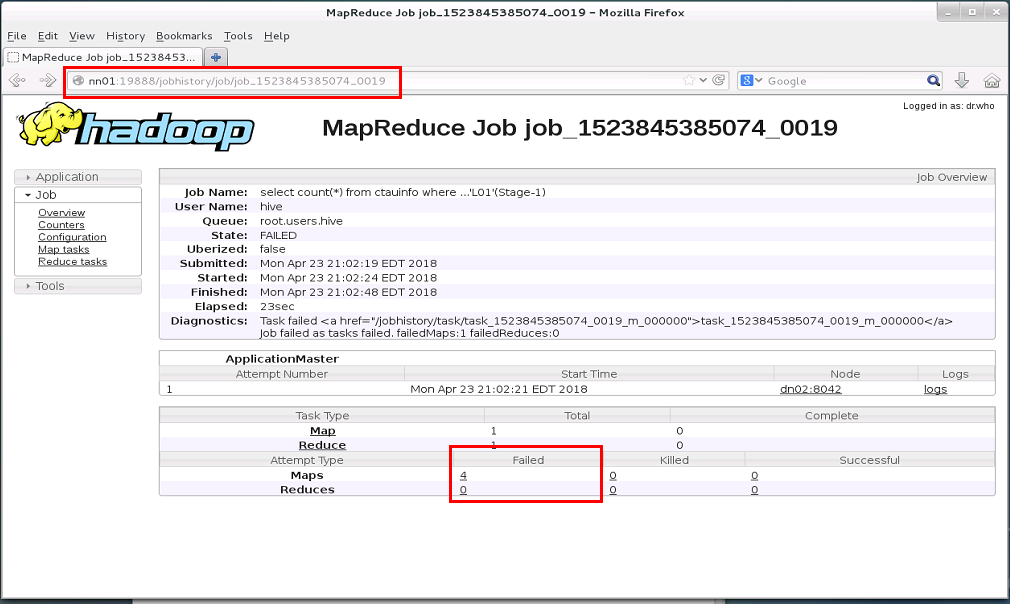 MapReduce Job job_1523845385074_0019 - Mozilla Firefox
File Edit View History Bookmarks Tools Help
MapReduce Job job_15238453...
nn01:19888/jobhistory/job/job_1523845385074_0019
Google
Logged in as: dr.who
hadoop
MapReduce Job job_1523845385074_0019
Application
Job
Overview
Counters
Configuration
Map tasks
Reduce tasks
Tools
Job Overview
Job Name: select count(*) from ctauinfo where ...'L01'(Stage-1)
User Name: hive
Queue: root.users.hive
State: FAILED
Uberized: false
Submitted: Mon Apr 23 21:02:19 EDT 2018
Started: Mon Apr 23 21:02:24 EDT 2018
Finished: Mon Apr 23 21:02:48 EDT 2018
Elapsed: 23sec
Diagnostics: Task failed <a href="/jobhistory/task/task_1523845385074_0019_m_000000">task_1523845385074_0019_m_000000</a>
Job failed as tasks failed. failedMaps:1 failedReduces:0
ApplicationMaster
Attempt Number Start Time Node Logs
1 Mon Apr 23 21:02:21 EDT 2018 dn02:8042 logs
Task Type Total Complete
Map 1 0
Reduce 1 0
Attempt Type Failed Killed Successful
Maps 4 0 0
Reduces 0 0 0